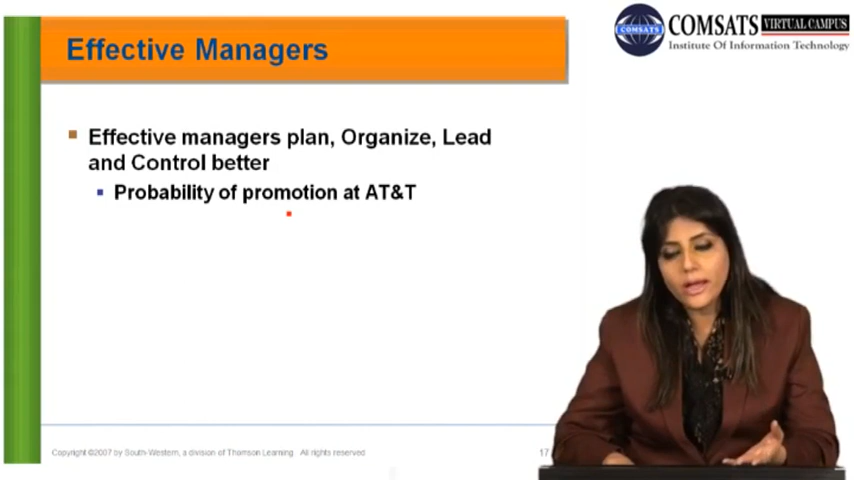 Effective Managers
COMSATS VIRTUAL CAMPUS
COMSATS
Institute Of Information Technology
Effective managers plan, Organize, Lead
and Control better
Probability of promotion at AT&T
Copyright ©2007 by South-Western, a division of Thomson Learning. All rights reserved
17